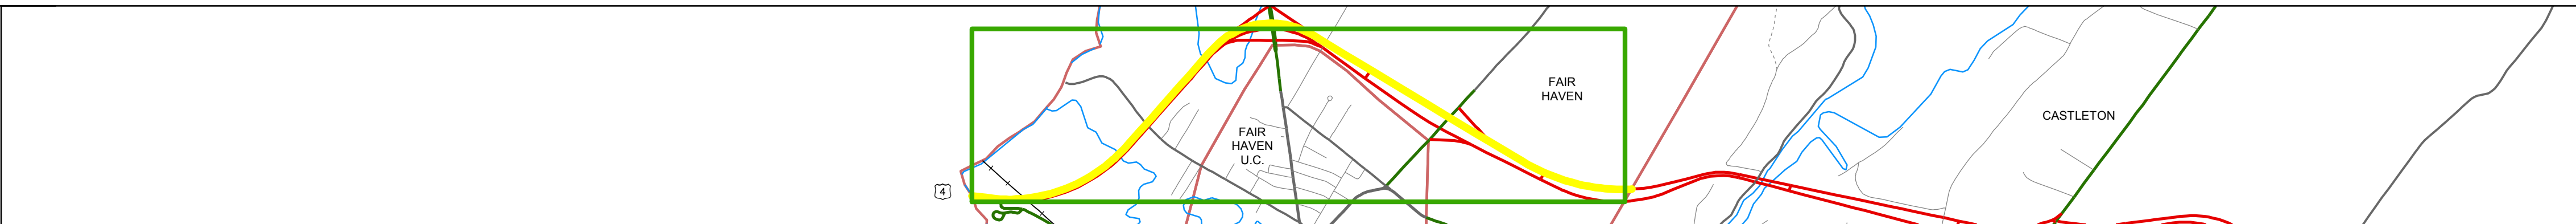 FAIR
HAVEN
CASTLETON
FAIR
HAVEN
U.C.
4